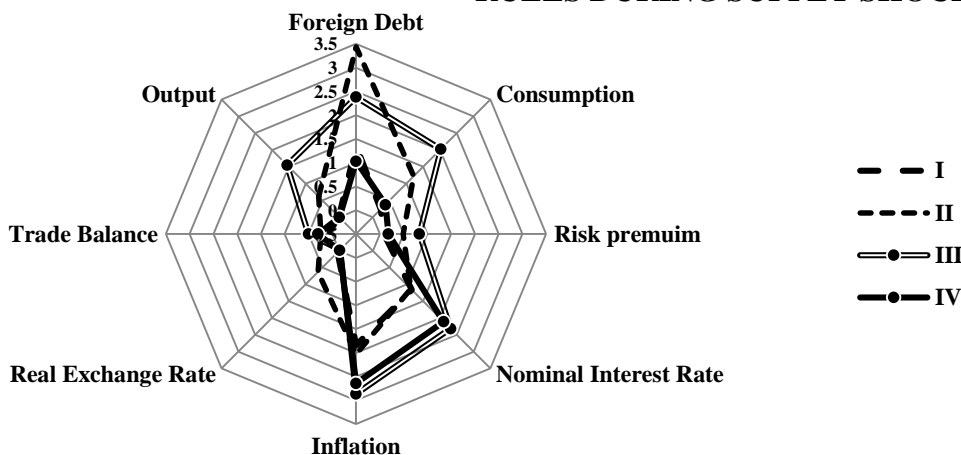 Foreign Debt
3.5
3
2.5
2
1.5
1
0.5
0
Output
Consumption
Trade Balance
Risk premuim
Real Exchange Rate
Nominal Interest Rate
Inflation
I
II
III
IV